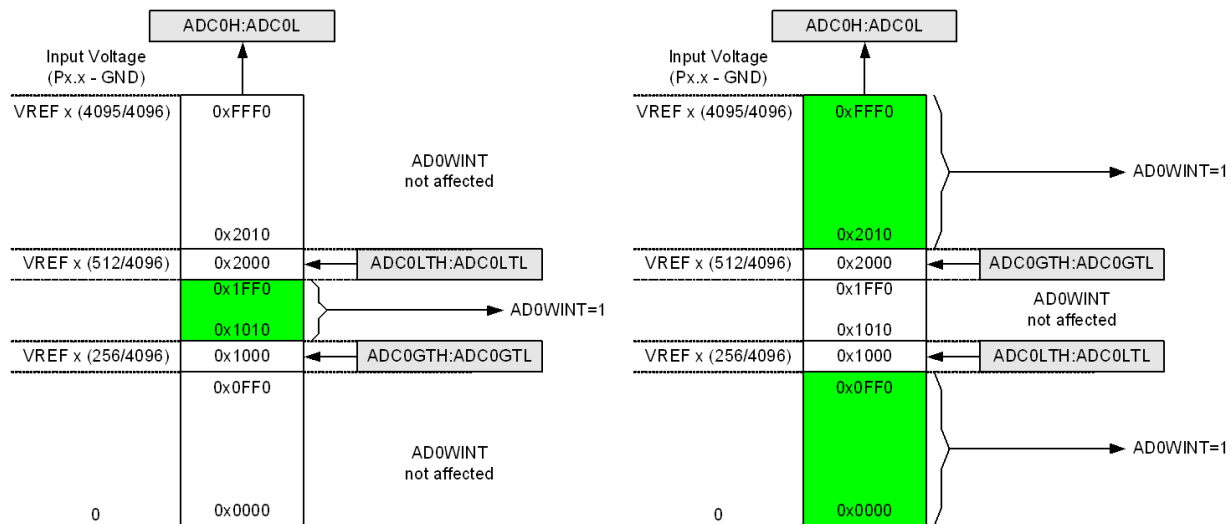 ADC0H:ADC0L
Input Voltage
(Px.x - GND)
VREF x (4095/4096)
0xFFF0
AD0WINT
not affected
0x2010
VREF x (512/4096)
0x2000
ADC0LTH:ADC0LTL
0x1FF0
AD0WINT=1
0x1010
VREF x (256/4096)
0x1000
ADC0GTH:ADC0GTL
0x0FF0
AD0WINT
not affected
0
0x0000
ADC0H:ADC0L
Input Voltage
(Px.x - GND)
VREF x (4095/4096)
0xFFF0
AD0WINT=1
0x2010
VREF x (512/4096)
0x2000
ADC0GTH:ADC0GTL
0x1FF0
AD0WINT
not affected
0x1010
VREF x (256/4096)
0x1000
ADC0LTH:ADC0LTL
0x0FF0
AD0WINT=1
0
0x0000